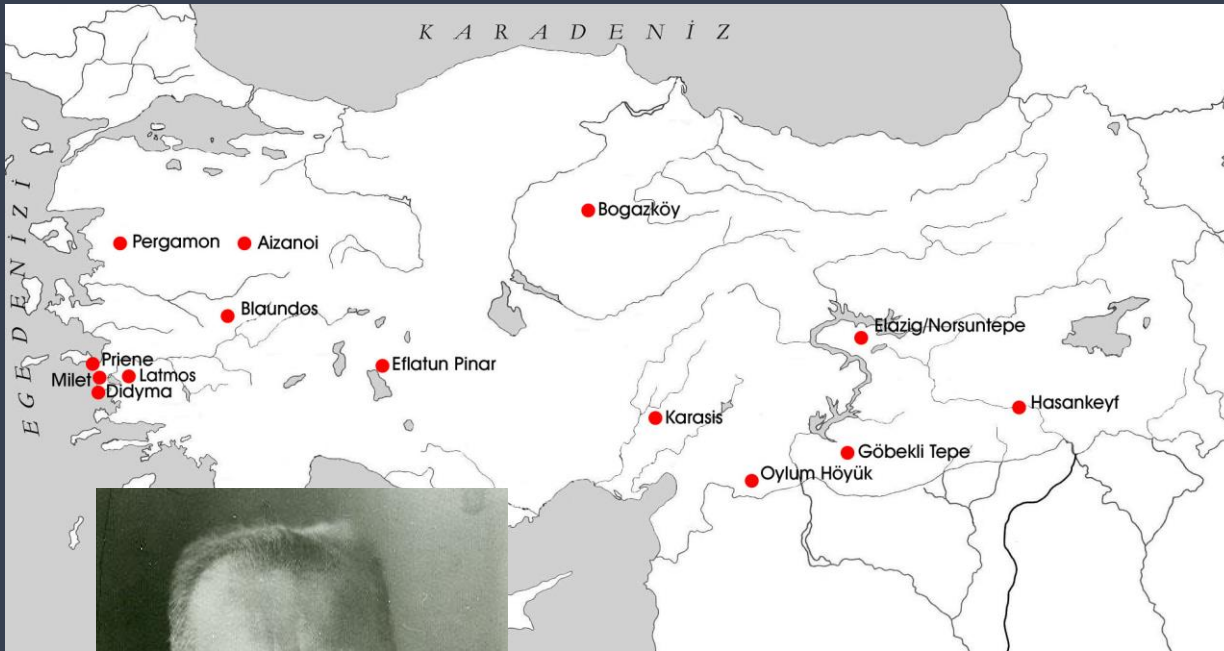 K A R A D E N İ Z
E G E D E N İ Z İ
Bogazköy
Pergamon
Aizanoi
Blaundos
Elazig/Norsuntepe
Priene
Eflatun Pinar
Milet
Latmos
Didyma
Hasankeyf
Karasis
Göbekli Tepe
Oylum Höyük